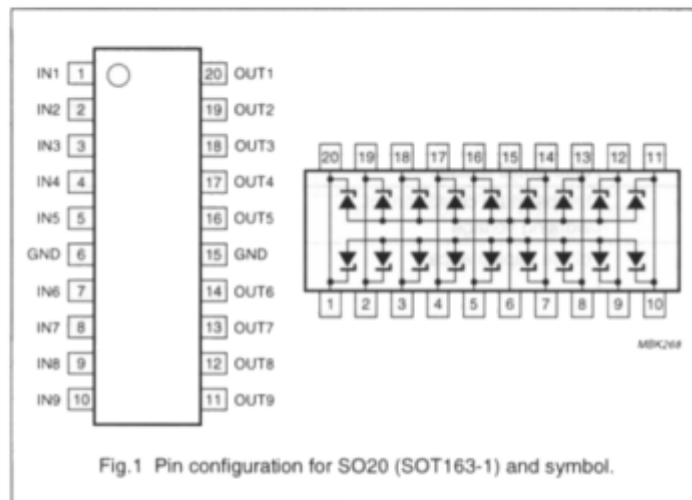 IN1 1 20 OUT1
IN2 2 19 OUT2
IN3 3 18 OUT3
IN4 4 17 OUT4
IN5 5 16 OUT5
GND 6 15 GND
IN6 7 14 OUT6
IN7 8 13 OUT7
IN8 9 12 OUT8
IN9 10 11 OUT9
20 19 18 17 16 15 14 13 12 11
1 2 3 4 5 6 7 8 9 10
MBK268
Fig.1 Pin configuration for SO20 (SOT163-1) and symbol.